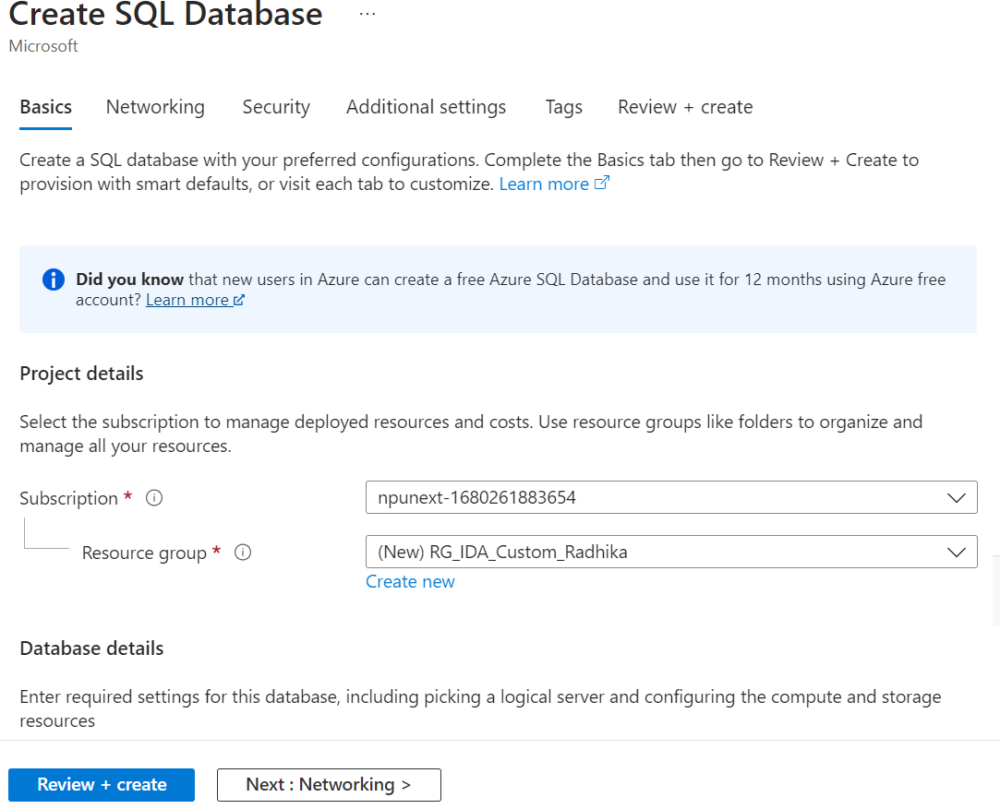 Create SQL Database ...
Microsoft
Basics Networking Security Additional settings Tags Review + create
Create a SQL database with your preferred configurations. Complete the Basics tab then go to Review + Create to
provision with smart defaults, or visit each tab to customize. Learn more
Did you know that new users in Azure can create a free Azure SQL Database and use it for 12 months using Azure free
account? Learn more
Project details
Select the subscription to manage deployed resources and costs. Use resource groups like folders to organize and
manage all your resources.
Subscription * npunext-1680261883654
Resource group * (New) RG_IDA_Custom_Radhika
Create new
Database details
Enter required settings for this database, including picking a logical server and configuring the compute and storage
resources
Review + create Next : Networking >